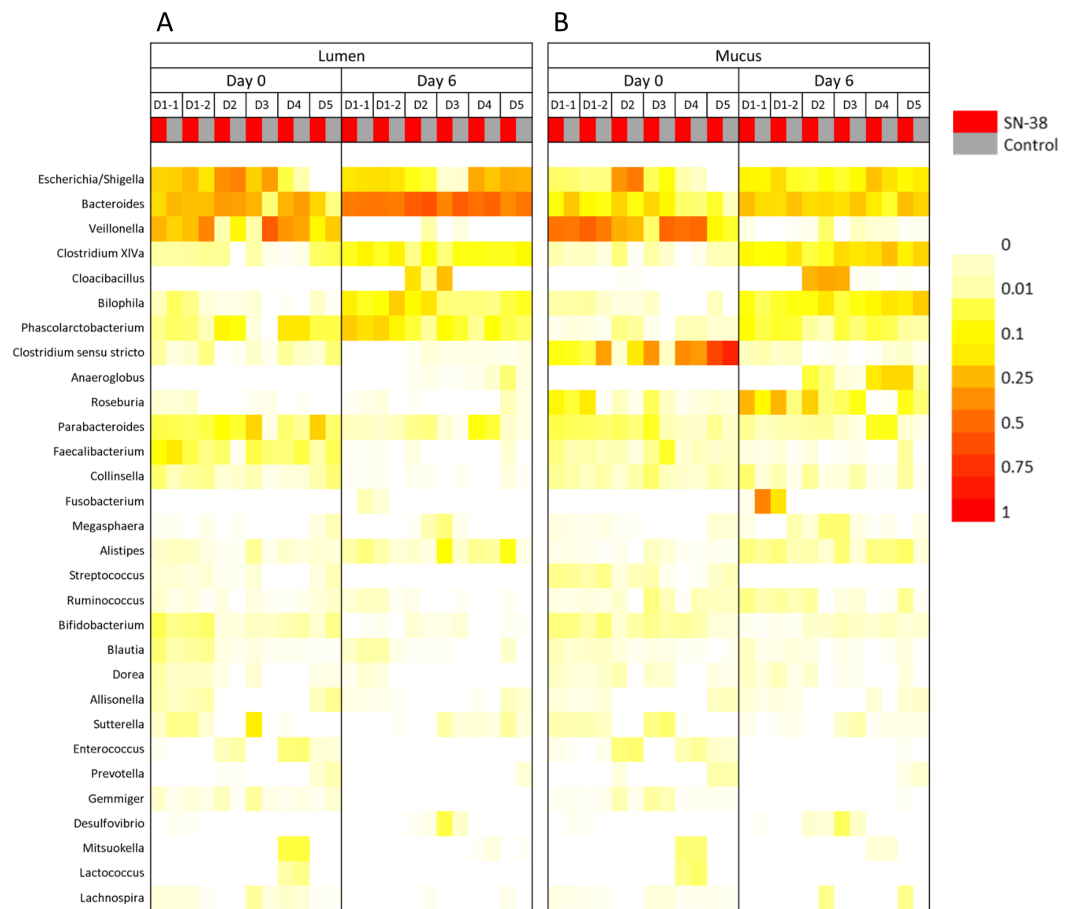 A B
Lumen Mucus
Day 0 Day 6 Day 0 Day 6
D1-1 D1-2 D2 D3 D4 D5 D1-1 D1-2 D2 D3 D4 D5 D1-1 D1-2 D2 D3 D4 D5 D1-1 D1-2 D2 D3 D4 D5
SN-38
Control
Escherichia/Shigella
Bacteroides
Veillonella
Clostridium XIVa
Cloacibacillus
Bilophila
Phascolarctobacterium
Clostridium sensu stricto
Anaeroglobus
Roseburia
Parabacteroides
Faecalibacterium
Collinsella
Fusobacterium
Megasphaera
Alistipes
Streptococcus
Ruminococcus
Bifidobacterium
Blautia
Dorea
Allisonella
Sutterella
Enterococcus
Prevotella
Gemmiger
Desulfovibrio
Mitsuokella
Lactococcus
Lachnospira
0
0.01
0.1
0.25
0.5
0.75
1